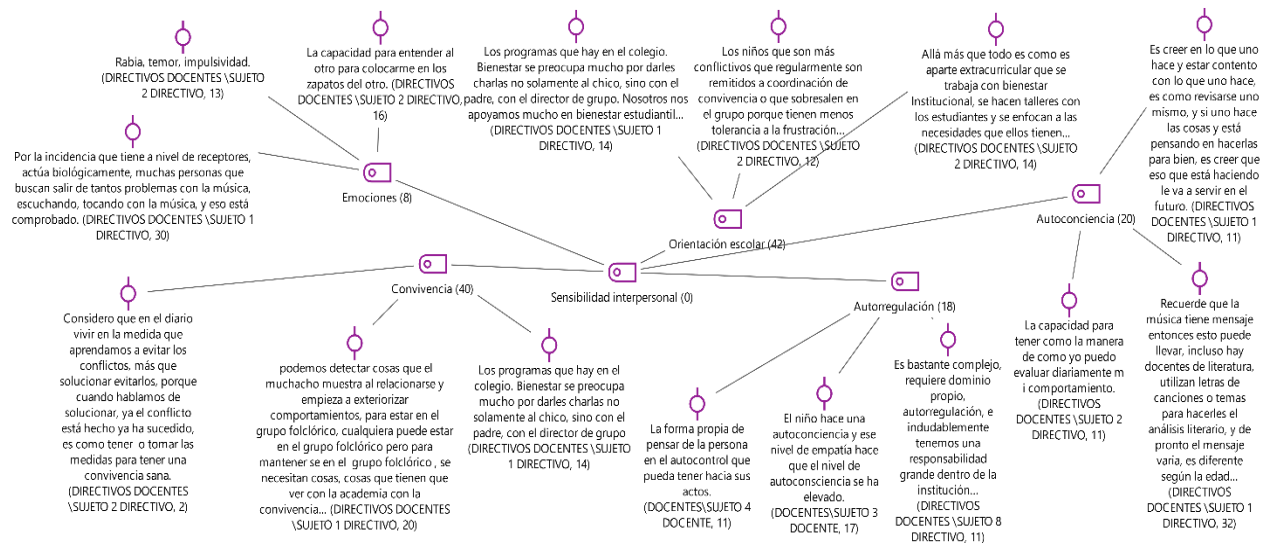 Rabia, temor, impulsividad.
(DIRECTIVOS DOCENTES \SUJETO
2 DIRECTIVO, 13)
La capacidad para entender al
otro para colocarme en los
zapatos del otro. (DIRECTIVOS
DOCENTES \SUJETO 2 DIRECTIVO,
16)
Los programas que hay en el colegio.
Bienestar se preocupa mucho por darles
charlas no solamente al chico, sino con el
padre, con el director de grupo. Nosotros nos
apoyamos mucho en bienestar estudiantil...
(DIRECTIVOS DOCENTES \SUJETO 1
DIRECTIVO, 14)
Los niños que son más
conflictivos que regularmente son
remitidos a coordinación de
convivencia o que sobresalen en
el grupo porque tienen menos
tolerancia a la frustración...
(DIRECTIVOS DOCENTES \SUJETO
2 DIRECTIVO, 12)
Allá más que todo es como es
aparte extracurricular que se
trabaja con bienestar
Institucional, se hacen talleres con
los estudiantes y se enfocan a las
necesidades que ellos tienen...
(DIRECTIVOS DOCENTES \SUJETO
2 DIRECTIVO, 14)
Es creer en lo que uno
hace y estar contento
con lo que uno hace,
es como revisarse uno
mismo, y si uno hace
las cosas y está
pensando en hacerlas
para bien, es creer que
eso que está haciendo
le va a servir en el
futuro. (DIRECTIVOS
DOCENTES \SUJETO 1
DIRECTIVO, 11)
Por la incidencia que tiene a nivel de receptores,
actúa biológicamente, muchas personas que
buscan salir de tantos problemas con la música,
escuchando, tocando con la música, y eso está
comprobado. (DIRECTIVOS DOCENTES \SUJETO 1
DIRECTIVO, 30)
Emociones (8)
Orientación escolar (42)
Autoconciencia (20)
Convivencia (40)
Sensibilidad interpersonal (0)
Autorregulación (18)
Considero que en el diario
vivir en la medida que
aprendamos a evitar los
conflictos, más que
solucionar evitarlos, porque
cuando hablamos de
solucionar, ya el conflicto
está hecho ya ha sucedido,
es como tener o tomar las
medidas para tener una
convivencia sana.
(DIRECTIVOS DOCENTES
\SUJETO 2 DIRECTIVO, 2)
podemos detectar cosas que el
muchacho muestra al relacionarse y
empieza a exteriorizar
comportamientos, para estar en el
grupo folclórico, cualquiera puede estar
en el grupo folclórico pero para
mantener se en el grupo folclórico , se
necesitan cosas, cosas que tienen que
ver con la academia con la
convivencia... (DIRECTIVOS DOCENTES
\SUJETO 1 DIRECTIVO, 20)
Los programas que hay en el
colegio. Bienestar se preocupa
mucho por darles charlas no
solamente al chico, sino con el
padre, con el director de grupo
(DIRECTIVOS DOCENTES \SUJETO
1 DIRECTIVO, 14)
La forma propia de
pensar de la persona
en el autocontrol que
pueda tener hacia sus
actos.
(DOCENTES\SUJETO 4
DOCENTE, 11)
El niño hace una
autoconciencia y ese
nivel de empatía hace
que el nivel de
autoconsciencia se ha
elevado.
(DOCENTES\SUJETO 3
DOCENTE, 17)
Es bastante complejo,
requiere dominio
propio,
autorregulación, e
indudablemente
tenemos una
responsabilidad
grande dentro de la
institución...
(DIRECTIVOS
DOCENTES \SUJETO 8
DIRECTIVO, 11)
La capacidad para
tener como la manera
de como yo puedo
evaluar diariamente m
i comportamiento.
(DIRECTIVOS
DOCENTES \SUJETO 2
DIRECTIVO, 11)
Recuerde que la
música tiene mensaje
entonces esto puede
llevar, incluso hay
docentes de literatura,
utilizan letras de
canciones o temas
para hacerles el
análisis literario, y de
pronto el mensaje
varia, es diferente
según la edad...
(DIRECTIVOS
DOCENTES \SUJETO 1
DIRECTIVO, 32)